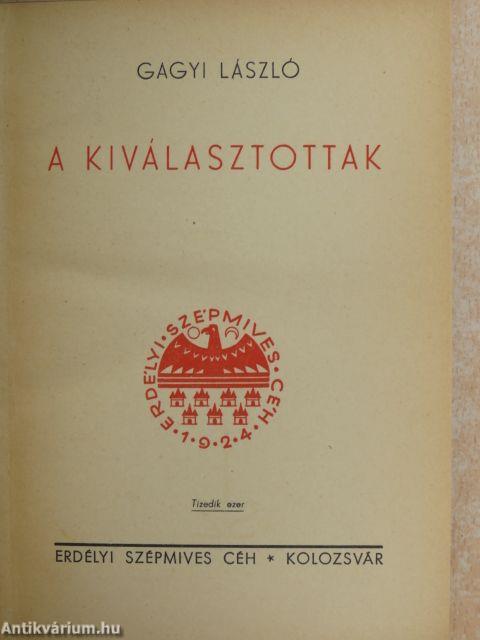 GAGYI LÁSZLÓ
A KIVÁLASZTOTTAK
ERDÉLYI·SZÉPMIVES·CÉH·1924·
Tizedik ezer
ERDÉLYI SZÉPMIVES CÉH * KOLOZSVÁR
Antikvárium.hu